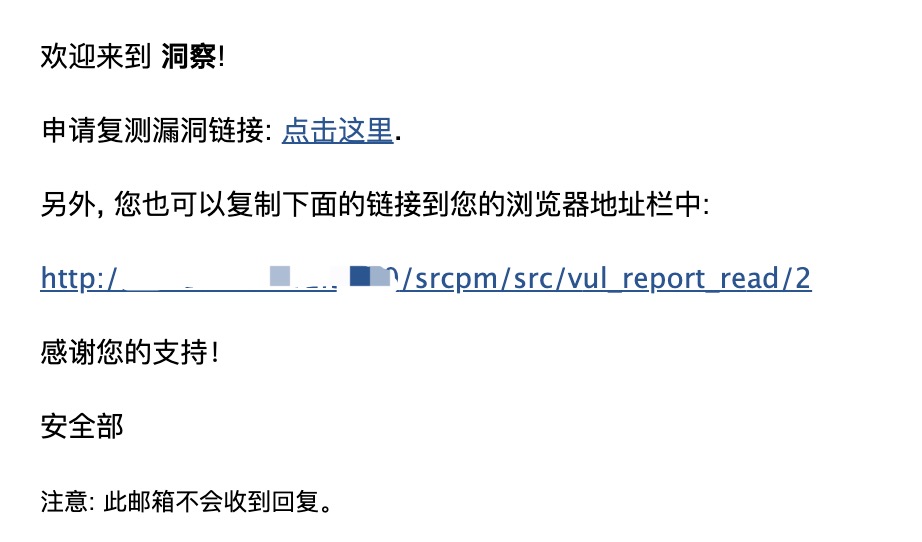 欢迎来到 洞察!
申请复测漏洞链接: 点击这里.
另外, 您也可以复制下面的链接到您的浏览器地址栏中:
http:/ /srcpm/src/vul_report_read/2
感谢您的支持!
安全部
注意: 此邮箱不会收到回复。